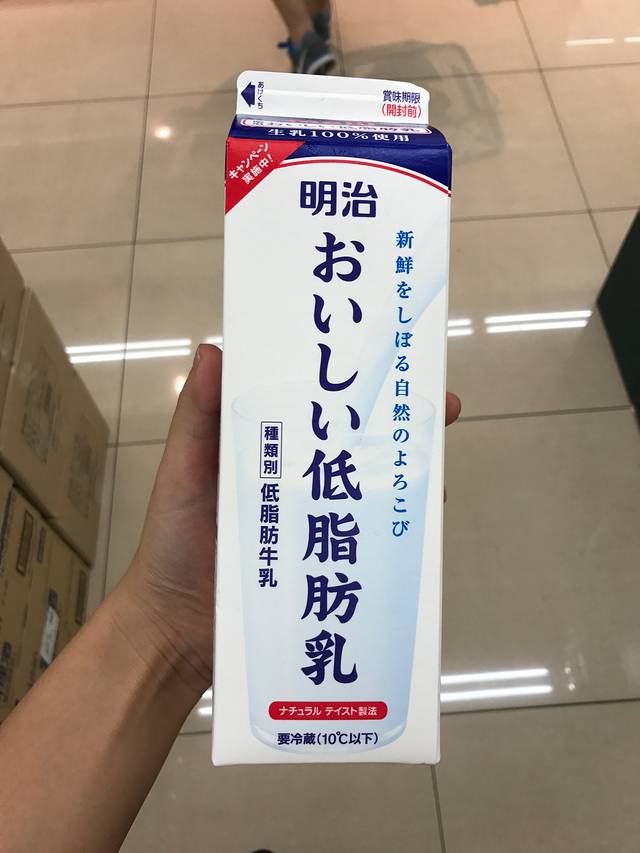 あけくち
賞味期限
(開封前)
生乳100%使用
キャンペーン
実施中!
明治
おいしい低脂肪乳
新鮮をしぼる自然のよろこび
種類別
低脂肪牛乳
ナチュラル テイスト製法
要冷蔵(10℃以下)